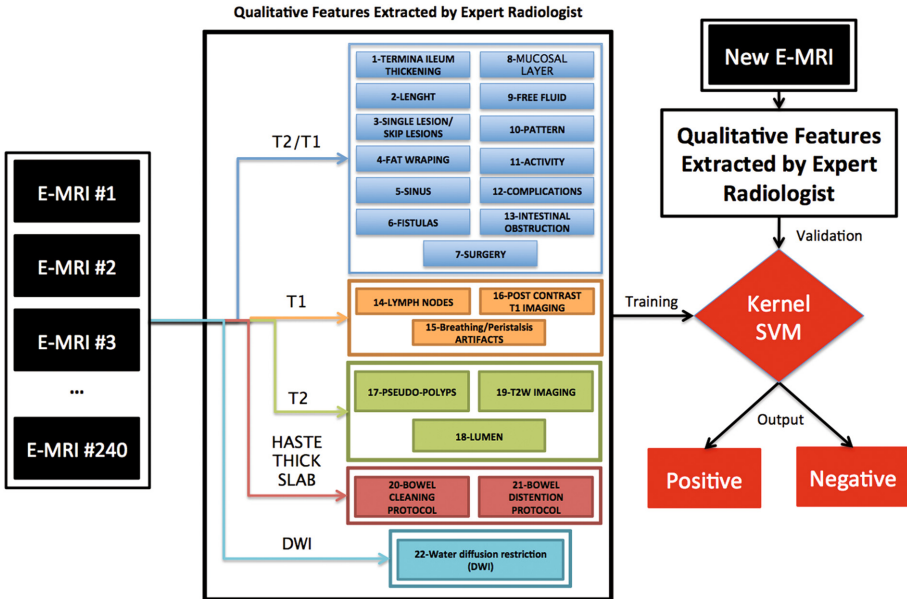 Qualitative Features Extracted by Expert Radiologist
E-MRI #1
E-MRI #2
E-MRI #3
...
E-MRI #240
T2/T1
T1
T2
HASTE
THICK
SLAB
DWI
1-TERMINA ILEUM
THICKENING
2-LENGHT
3-SINGLE LESION/
SKIP LESIONS
4-FAT WRAPING
5-SINUS
6-FISTULAS
7-SURGERY
8-MUCOSAL
LAYER
9-FREE FLUID
10-PATTERN
11-ACTIVITY
12-COMPLICATIONS
13-INTESTINAL
OBSTRUCTION
14-LYMPH NODES
16-POST CONTRAST
T1 IMAGING
15-Breathing/Peristalsis
ARTIFACTS
17-PSEUDO-POLYPS
19-T2W IMAGING
18-LUMEN
20-BOWEL
CLEANING
PROTOCOL
21-BOWEL
DISTENTION
PROTOCOL
22-Water diffusion restriction
(DWI)
Training
New E-MRI
Qualitative Features
Extracted by Expert
Radiologist
Validation
Kernel
SVM
Output
Positive
Negative